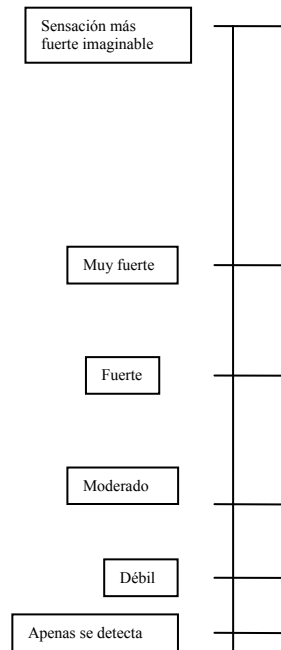 Sensación más
fuerte imaginable
Muy fuerte
Fuerte
Moderado
Débil
Apenas se detecta